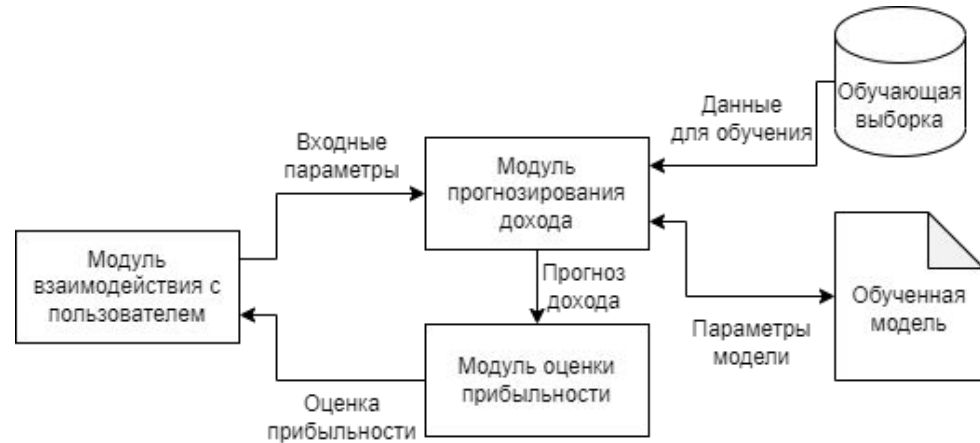 Обучающая
выборка
Данные
для обучения
Входные
параметры
Модуль
прогнозирования
дохода
Модуль
взаимодействия с
пользователем
Прогноз
дохода
Обученная
модель
Параметры
модели
Модуль оценки
прибыльности
Оценка
прибыльности